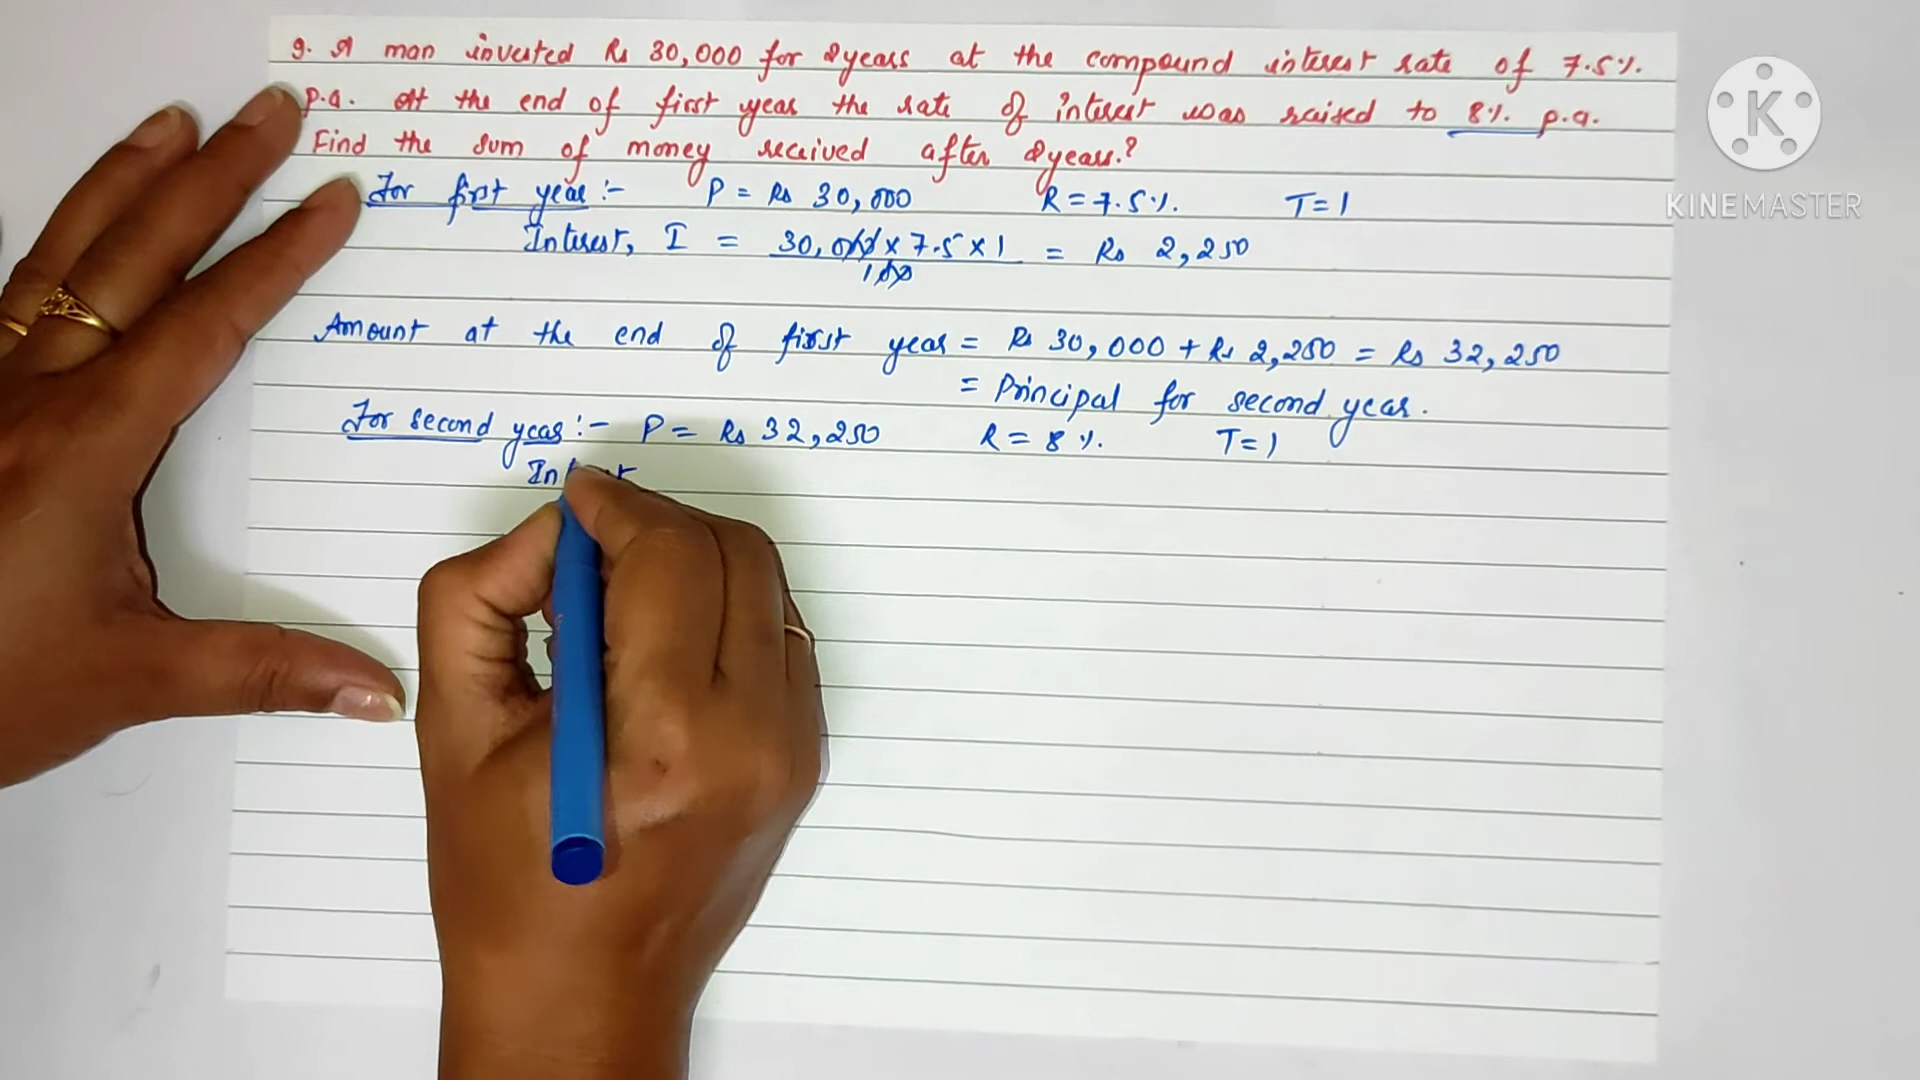 9. A man invested Rs 30,000 for 2years at the compound interest rate of 7.5%.
p.a. At the end of first year the rate of interest was raised to 8% p.a.
Find the sum of money received after 2years.?
For first year :- P = Rs 30,000 R = 7.5%. T=1
Interest, I = 30,000 × 7.5 × 1 / 100 = Rs 2,250
Amount at the end of first year = Rs 30,000 + Rs 2,250 = Rs 32,250
= Principal for second year.
For second year :- P = Rs 32,250 R = 8%. T=1
K
KINEMASTER